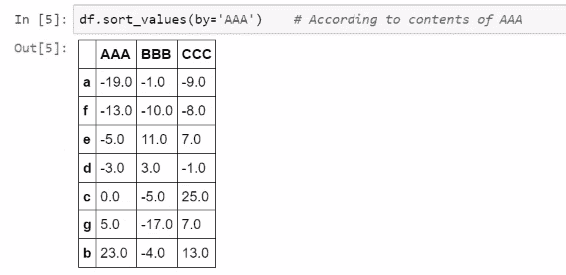 In [5]: df.sort_values(by='AAA') # According to contents of AAA
Out[5]:
AAA BBB CCC
a -19.0 -1.0 -9.0
f -13.0 -10.0 -8.0
e -5.0 11.0 7.0
d -3.0 3.0 -1.0
c 0.0 -5.0 25.0
g 5.0 -17.0 7.0
b 23.0 -4.0 13.0